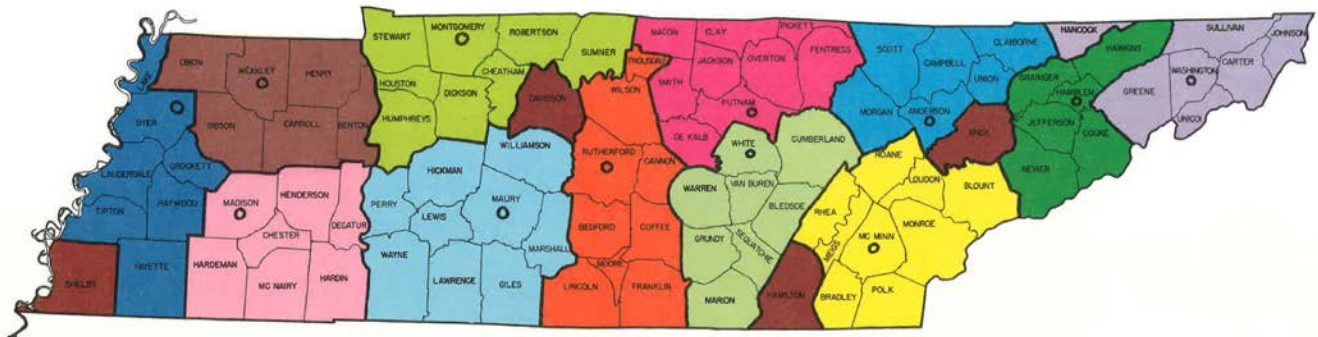 LAKE
OBION
WEAKLEY
HENRY
DYER
GIBSON
CARROLL
BENTON
LAUDERDALE
CROCKETT
TIPTON
HAYWOOD
SHELBY
FAYETTE
MADISON
HENDERSON
DECATUR
CHESTER
HARDEMAN
MC NAIRY
HARDIN
STEWART
MONTGOMERY
ROBERTSON
SUMNER
HOUSTON
CHEATHAM
DICKSON
HUMPHREYS
DAVIDSON
WILLIAMSON
HICKMAN
PERRY
LEWIS
MAURY
WAYNE
MARSHALL
LAWRENCE
GILES
TROUSDALE
WILSON
RUTHERFORD
CANNON
BEDFORD
COFFEE
MOORE
LINCOLN
FRANKLIN
MACON
CLAY
PICKETT
JACKSON
OVERTON
FENTRESS
SMITH
PUTNAM
DE KALB
WHITE
CUMBERLAND
WARREN
VAN BUREN
BLEDSOE
GRUNDY
SEQUATCHIE
MARION
HAMILTON
SCOTT
CLAIBORNE
CAMPBELL
UNION
MORGAN
ANDERSON
KNOX
ROANE
LOUDON
BLOUNT
RHEA
MEIGS
MC MINN
MONROE
BRADLEY
POLK
HANCOCK
HAWKINS
GRAINGER
HAMBLEN
JEFFERSON
COCKE
SEVIER
SULLIVAN
JOHNSON
WASHINGTON
CARTER
GREENE
UNICOI